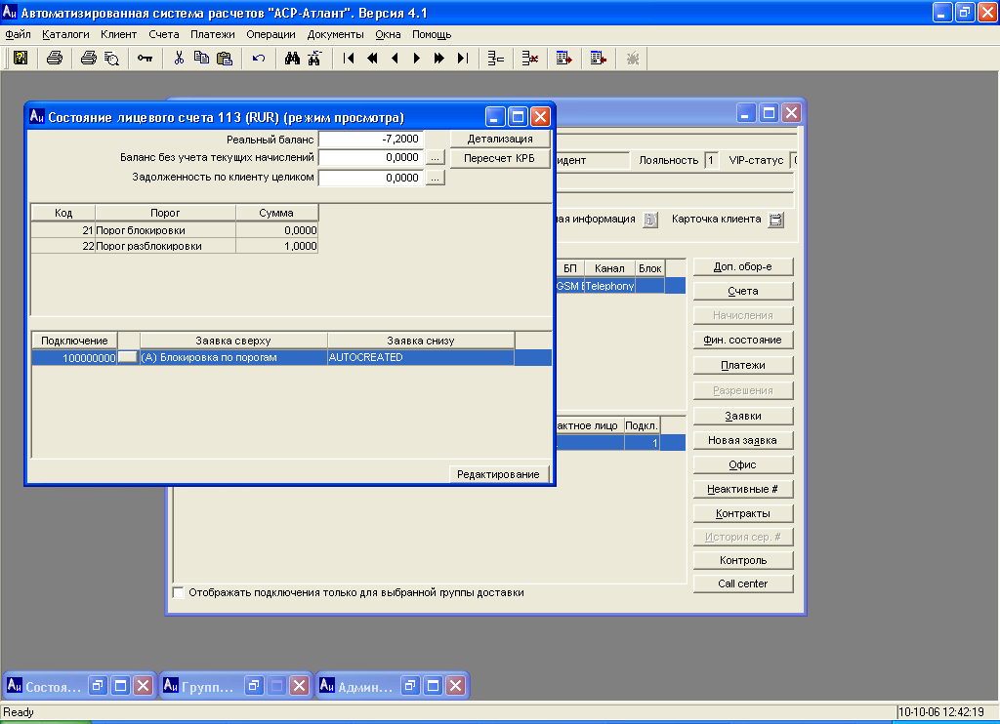 Автоматизированная система расчетов "АСР-Атлант". Версия 4.1
Файл Каталоги Клиент Счета Платежи Операции Документы Окна Помощь
Состояние лицевого счета 113 (RUR) (режим просмотра)
Реальный баланс -7,2000 Детализация
Баланс без учета текущих начислений 0,0000 ... Пересчет КРБ
Задолженность по клиенту целиком 0,0000 ...
Код Порог Сумма
21 Порог блокировки 0,0000
22 Порог разблокировки 1,0000
Подключение Заявка сверху Заявка снизу
100000000 (А) Блокировка по порогам AUTOCREATED
Редактирование
идент Лояльность 1 VIP-статус
ная информация Карточка клиента
БП Канал Блок
GSM Telephony
актное лицо Подкл.
1
Доп. обор-е
Счета
Начисления
Фин. состояние
Платежи
Разрешения
Заявки
Новая заявка
Офис
Неактивные #
Контракты
История сер. #
Контроль
Call center
Отображать подключения только для выбранной группы доставки
Состоя... Групп... Админ...
Ready 10-10-06 12:42:19